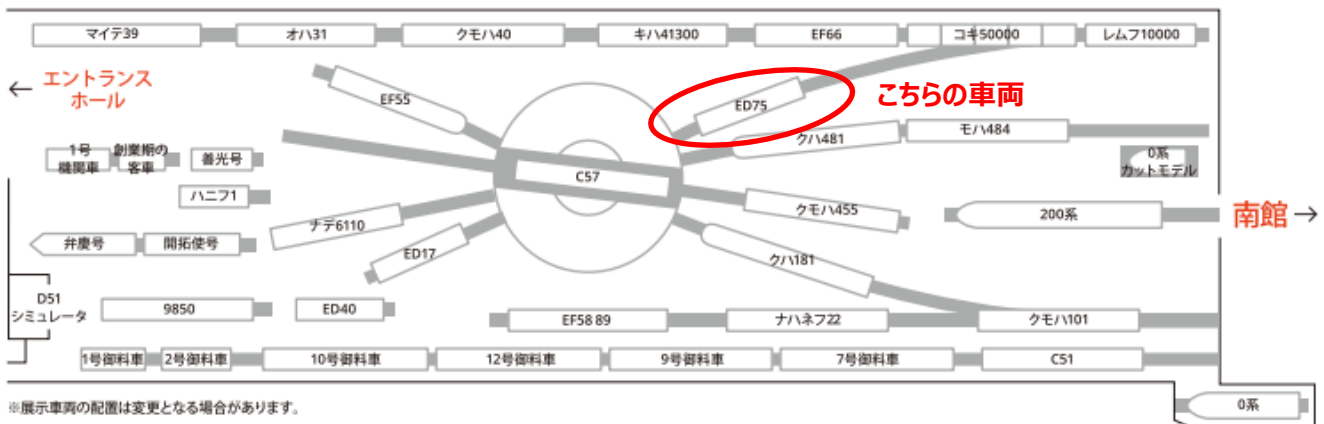 マイテ39
オハ31
クモハ40
キハ41300
EF66
コキ50000
レムフ10000
← エントランス
ホール
EF55
ED75
こちらの車両
クハ481
モハ484
1号
機関車
創業期の
客車
善光号
0系
カットモデル
C57
ハニフ1
クモハ455
200系
南館→
ナデ6110
弁慶号
開拓使号
ED17
クハ181
D51
シミュレータ
9850
ED40
EF58 89
ナハネフ22
クモハ101
1号御料車
2号御料車
10号御料車
12号御料車
9号御料車
7号御料車
C51
※展示車両の配置は変更となる場合があります。
0系